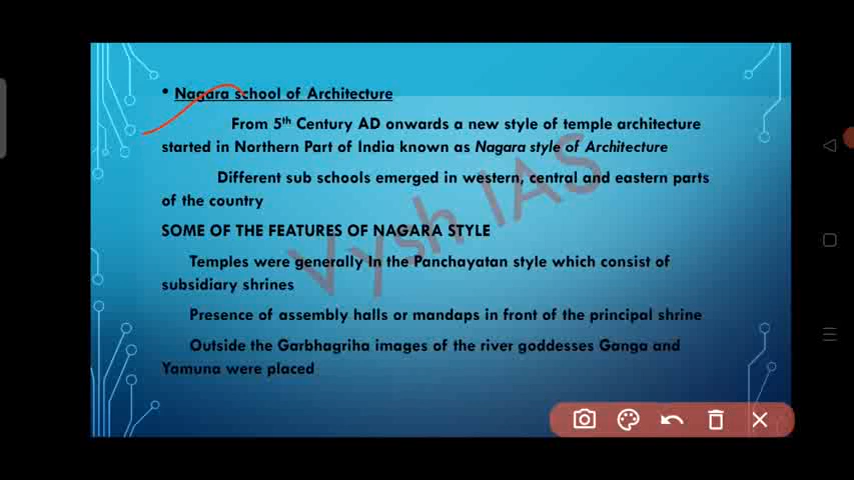 • Nagara school of Architecture
From 5th Century AD onwards a new style of temple architecture
started in Northern Part of India known as Nagara style of Architecture
Different sub schools emerged in western, central and eastern parts
of the country
SOME OF THE FEATURES OF NAGARA STYLE
Temples were generally In the Panchayatan style which consist of
subsidiary shrines
Presence of assembly halls or mandaps in front of the principal shrine
Outside the Garbhagriha images of the river goddesses Ganga and
Yamuna were placed
Vysh IAS